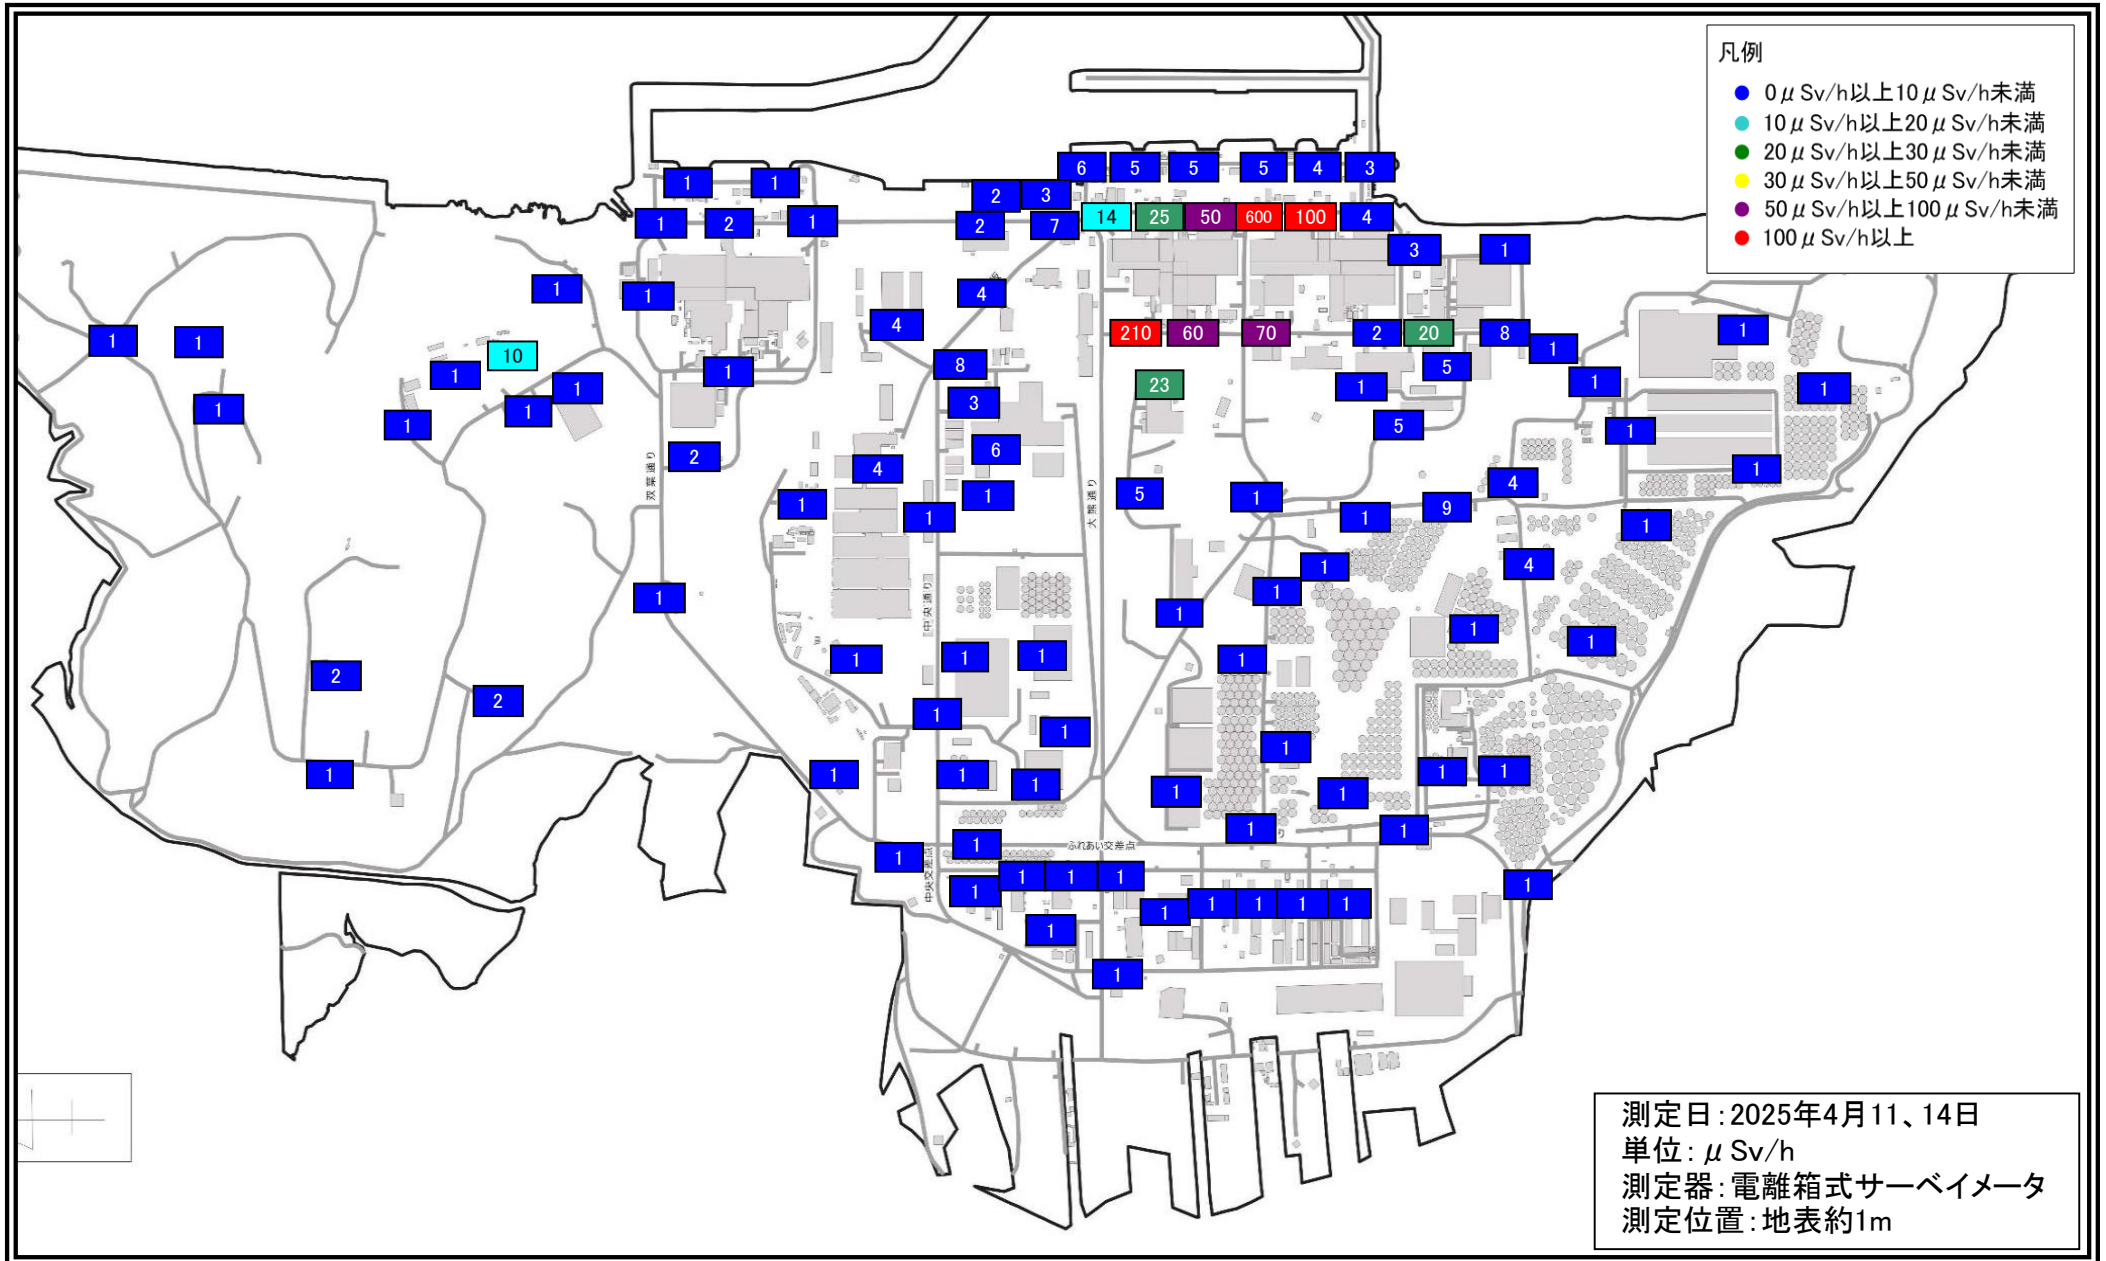 凡例
0μSv/h以上10μSv/h未満
10μSv/h以上20μSv/h未満
20μSv/h以上30μSv/h未満
30μSv/h以上50μSv/h未満
50μSv/h以上100μSv/h未満
100μSv/h以上
6 5 5 5 4 3
1 1 2 3
1 2 1 2 7 14 25 50 600 100 4
3 1
1 1 4
4
1 1 210 60 70 2 20 8 1 1
10 1 8 5
1 1 1 23 1 1 1
1 1 3
1 5 1
2 6
4 1
1 1 5 1 4
1 1 9 1
双葉通り
大熊通り
1 4
1 1
中央通り
1 1 1
1 1 1 1
2
2 1
1 1
1 1 1 1 1 1
1 1
1 1
ふれあい交差点
1 1
中央交差点
り
1 1 1 1 1
1 1 1 1 1
1
1
測定日:2025年4月11、14日
単位:μSv/h
測定器:電離箱式サーベイメータ
測定位置:地表約1m